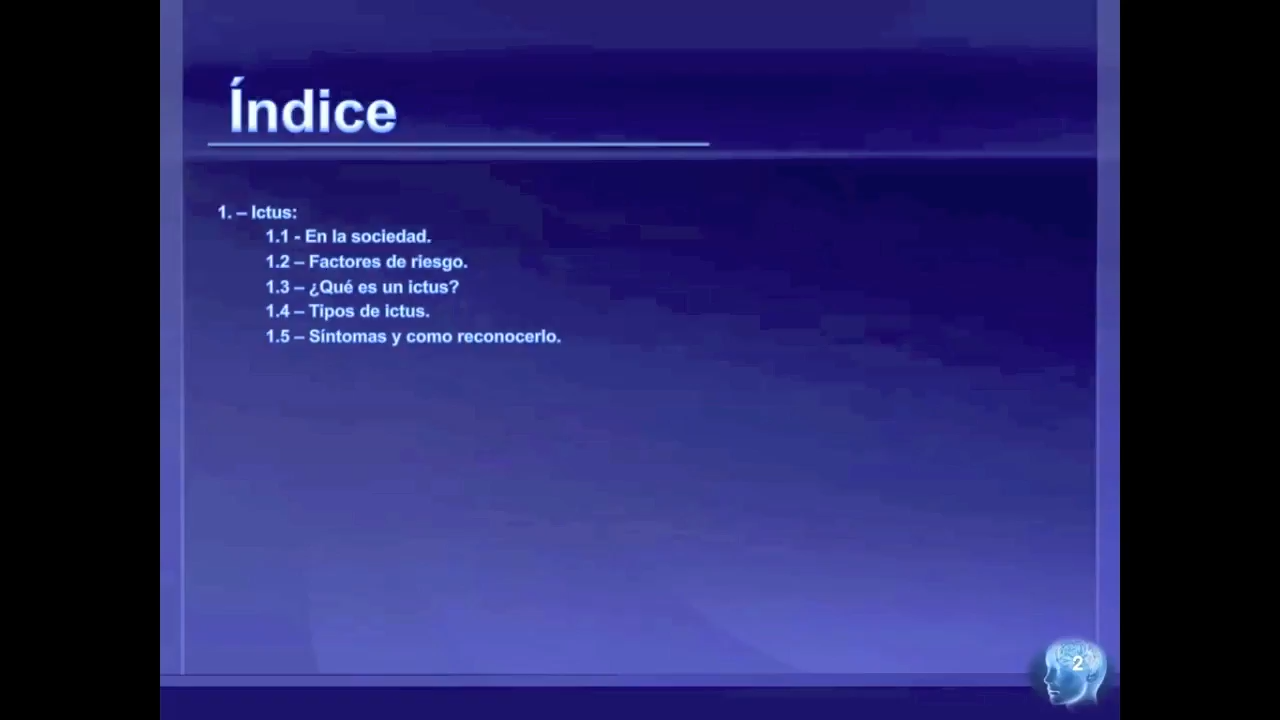 Índice
1. – Ictus:
1.1 - En la sociedad.
1.2 – Factores de riesgo.
1.3 – ¿Qué es un ictus?
1.4 – Tipos de ictus.
1.5 – Síntomas y como reconocerlo.
2